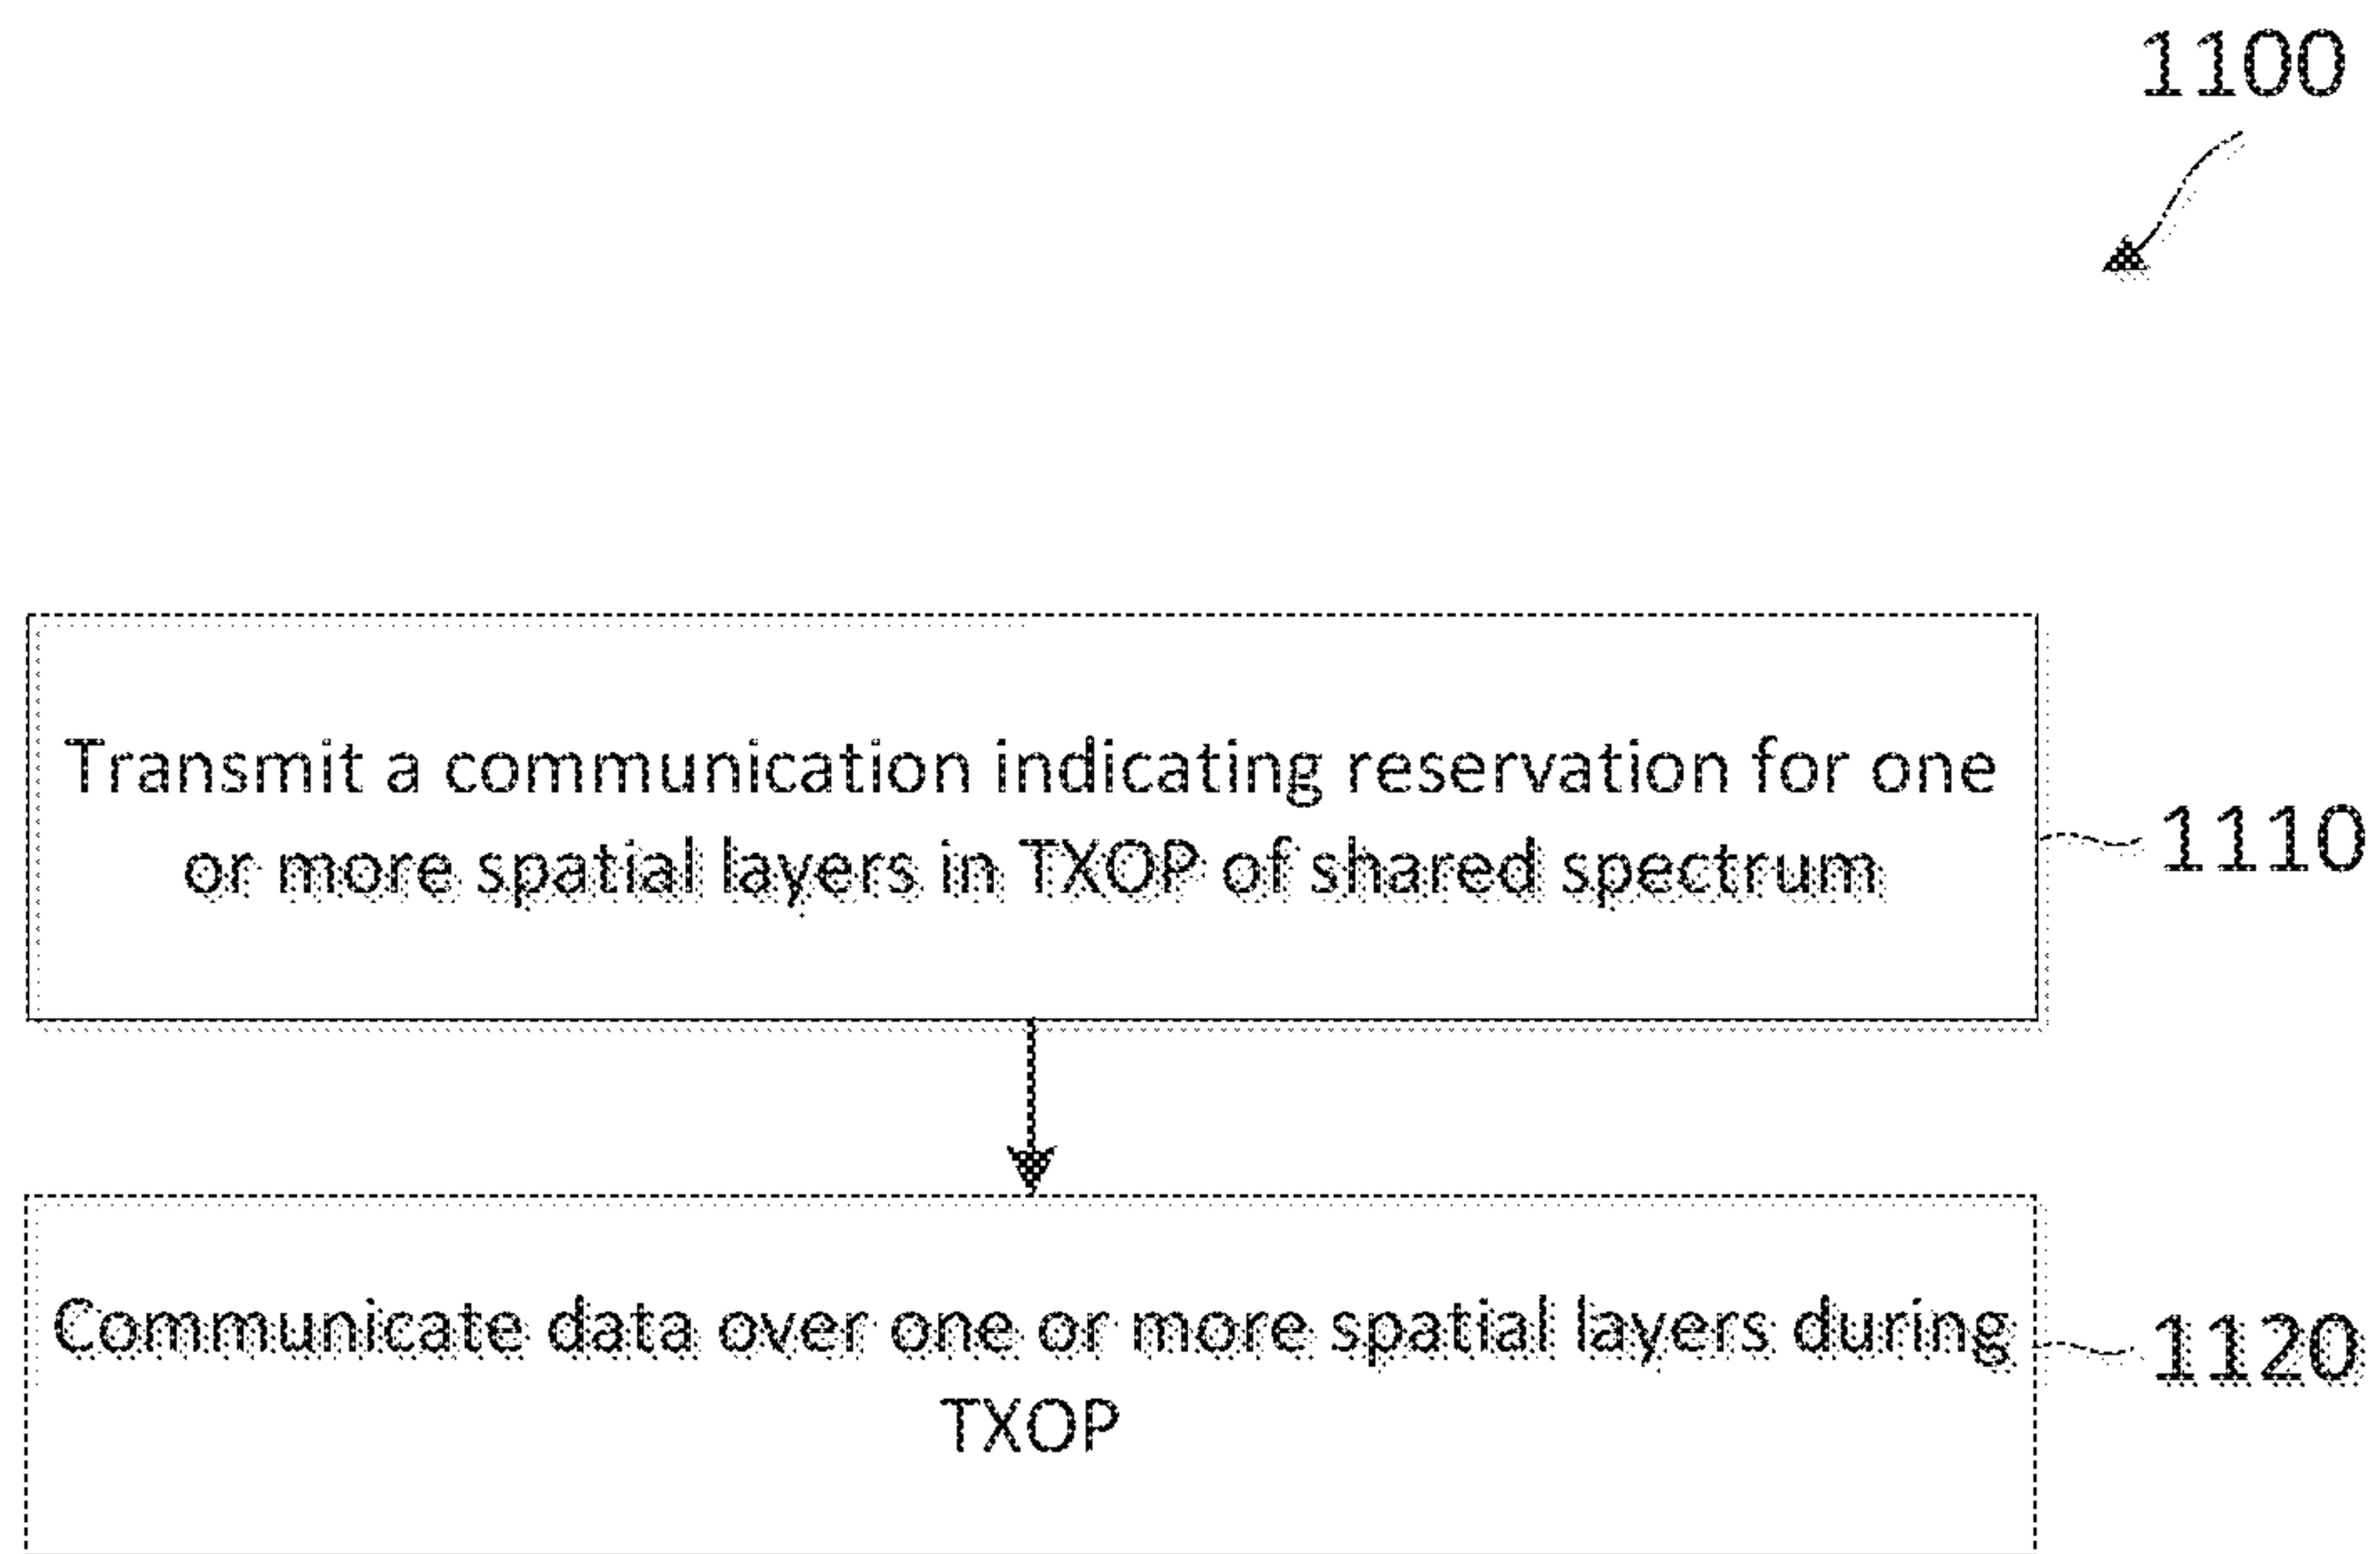 1100
Transmit a communication indicating reservation for one
or more spatial layers in TXOP of shared spectrum
1110
Communicate data over one or more spatial layers during
TXOP
1120